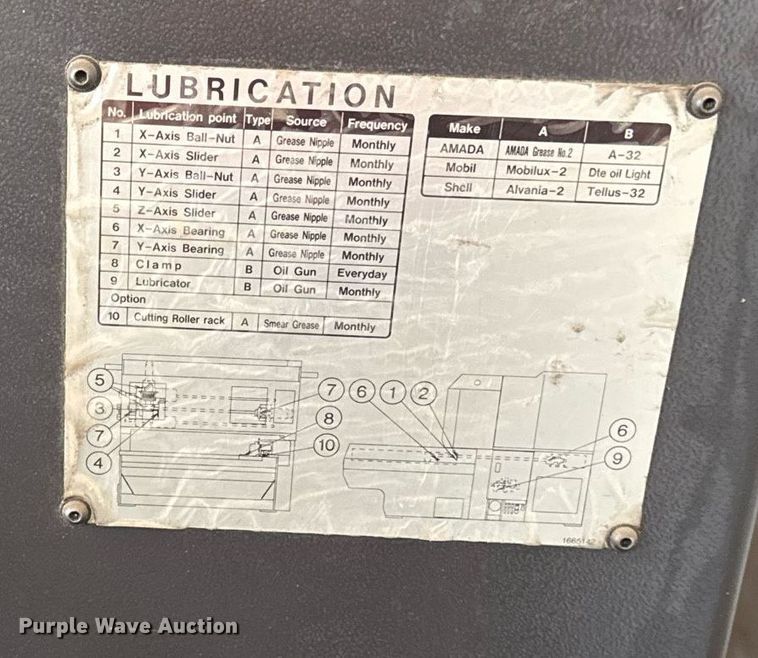 LUBRICATION
No. Lubrication point Type Source Frequency
1 X-Axis Ball-Nut A Grease Nipple Monthly
2 X-Axis Slider A Grease Nipple Monthly
3 Y-Axis Ball-Nut A Grease Nipple Monthly
4 Y-Axis Slider A Grease Nipple Monthly
5 Z-Axis Slider A Grease Nipple Monthly
6 X-Axis Bearing A Grease Nipple Monthly
7 Y-Axis Bearing A Grease Nipple Monthly
8 Clamp B Oil Gun Everyday
9 Lubricator B Oil Gun Monthly
Option
10 Cutting Roller rack A Smear Grease Monthly
Make A B
AMADA AMADA Grease No.2 A-32
Mobil Mobilux-2 Dte oil Light
Shell Alvania-2 Tellus-32
5
3
7
4
7
8
10
6
1
2
6
9
1665142
Purple Wave Auction